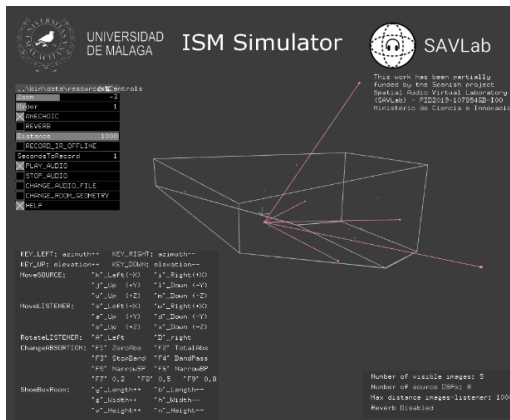 UNIVERSIDAD
DE MÁLAGA
ISM Simulator
SAVLab
This work has been partially
funded by the Spanish project
Spatial Audio Virtual Laboratory
(SAVLab) - PID2019-107854GB-I00
Ministerio de Ciencia e Innovacio
Controls
Zoom -3
Order 1
ANECHOIC
REVERB
Distance 1000
RECORD_IR_OFFLINE
SecondsToRecord 1
PLAY_AUDIO
STOP_AUDIO
CHANGE_AUDIO_FILE
CHANGE_ROOM_GEOMETRY
HELP
KEY_LEFT: azimuth++ KEY_RIGHT: azimuth--
KEY_UP: elevation++ KEY_DOWN: elevation--
MoveSOURCE: "k"_Left(-X) "i"_Right(+X)
"j"_Up (+Y) "l"_Down (-Y)
"u"_Up (+Z) "m"_Down (-Z)
MoveLISTENER: "s"_Left(-X) "w"_Right(+X)
"a"_Up (+Y) "d"_Down (-Y)
"e"_Up (+Z) "x"_Down (-Z)
RotateLISTENER: "A"_Left "D"_right
ChangeABSORTION: "F1" ZeroAbs "F2" TotalAbs
"F3" StopBand "F4" BandPass
"F5" NarrowSF "F6" NarrowBP
"F7" 0,2 "F8" 0,5 "F9" 0,
ShoeBoxRoom: "y"_Length++ "b"_Length--
"g"_Width++ "h"_Width--
"v"_Height++ "n"_Height--
Number of visible images: 5
Number of source DSPs: 6
Max distance images-listener: 100
Reverb Disabled